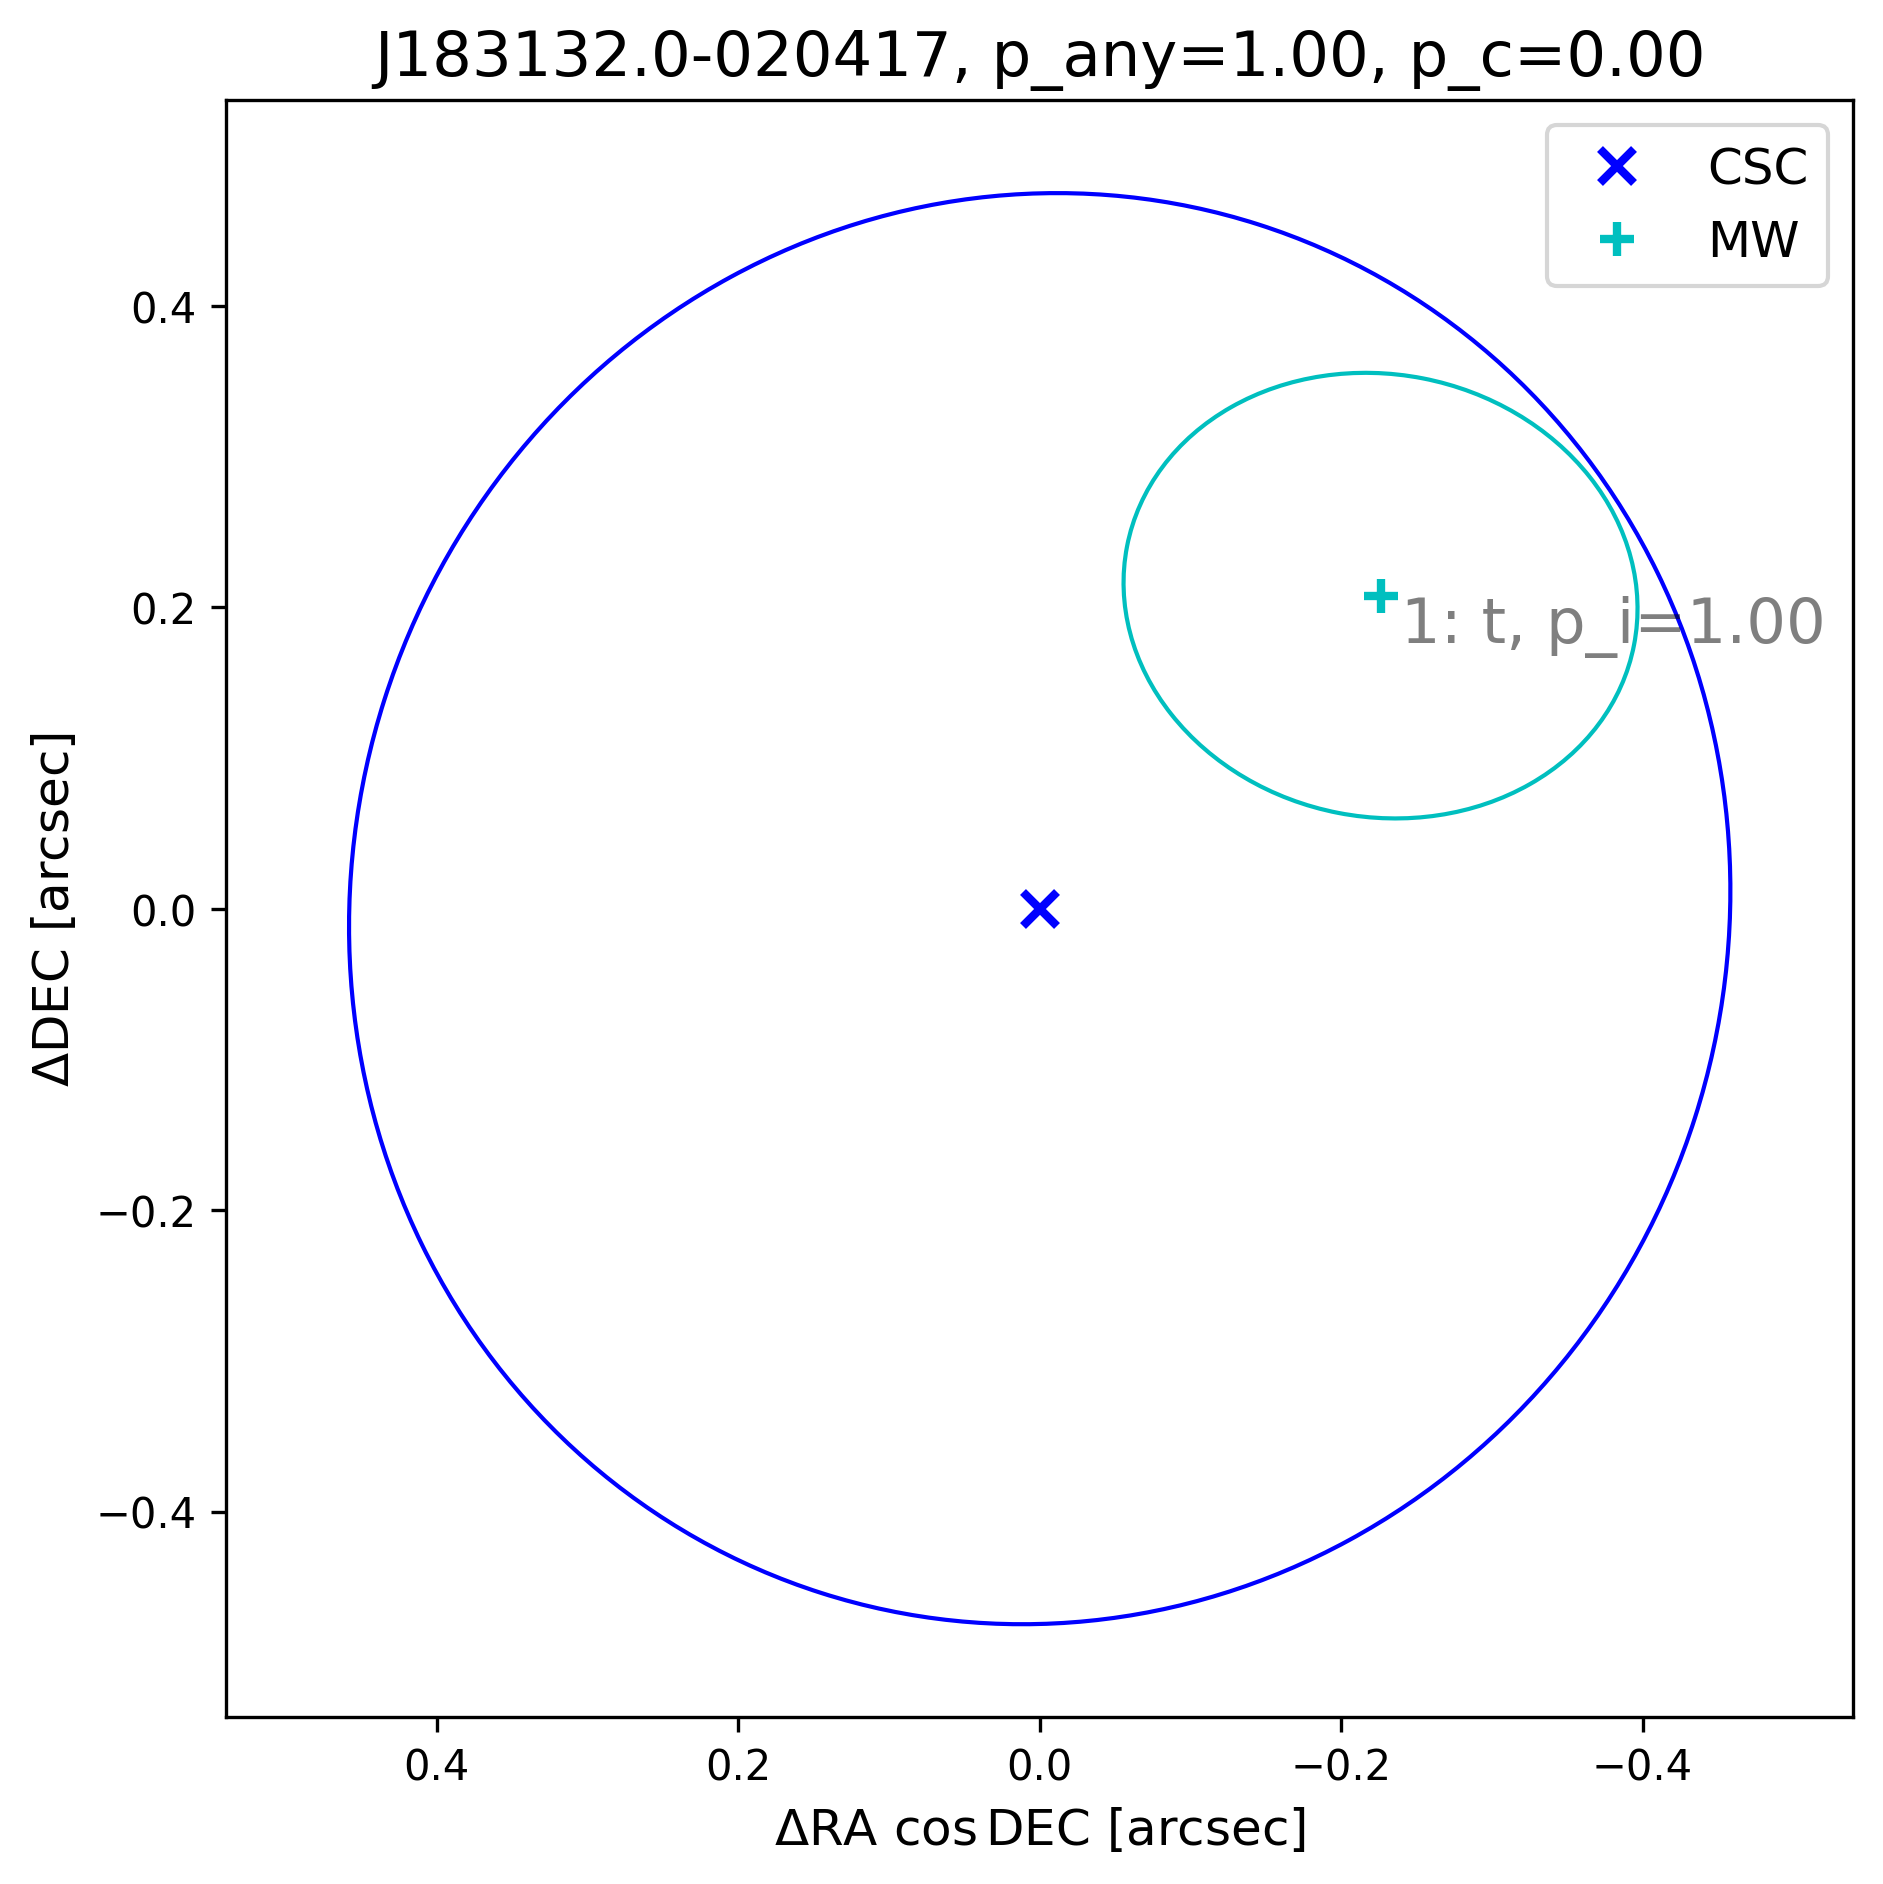 J183132.0-020417, p_any=1.00, p_c=0.00
CSC
MW
0.4
0.2
0.0
−0.2
−0.4
ΔDEC [arcsec]
1: t, p_i=1.00
0.4
0.2
0.0
−0.2
−0.4
ΔRA cos DEC [arcsec]